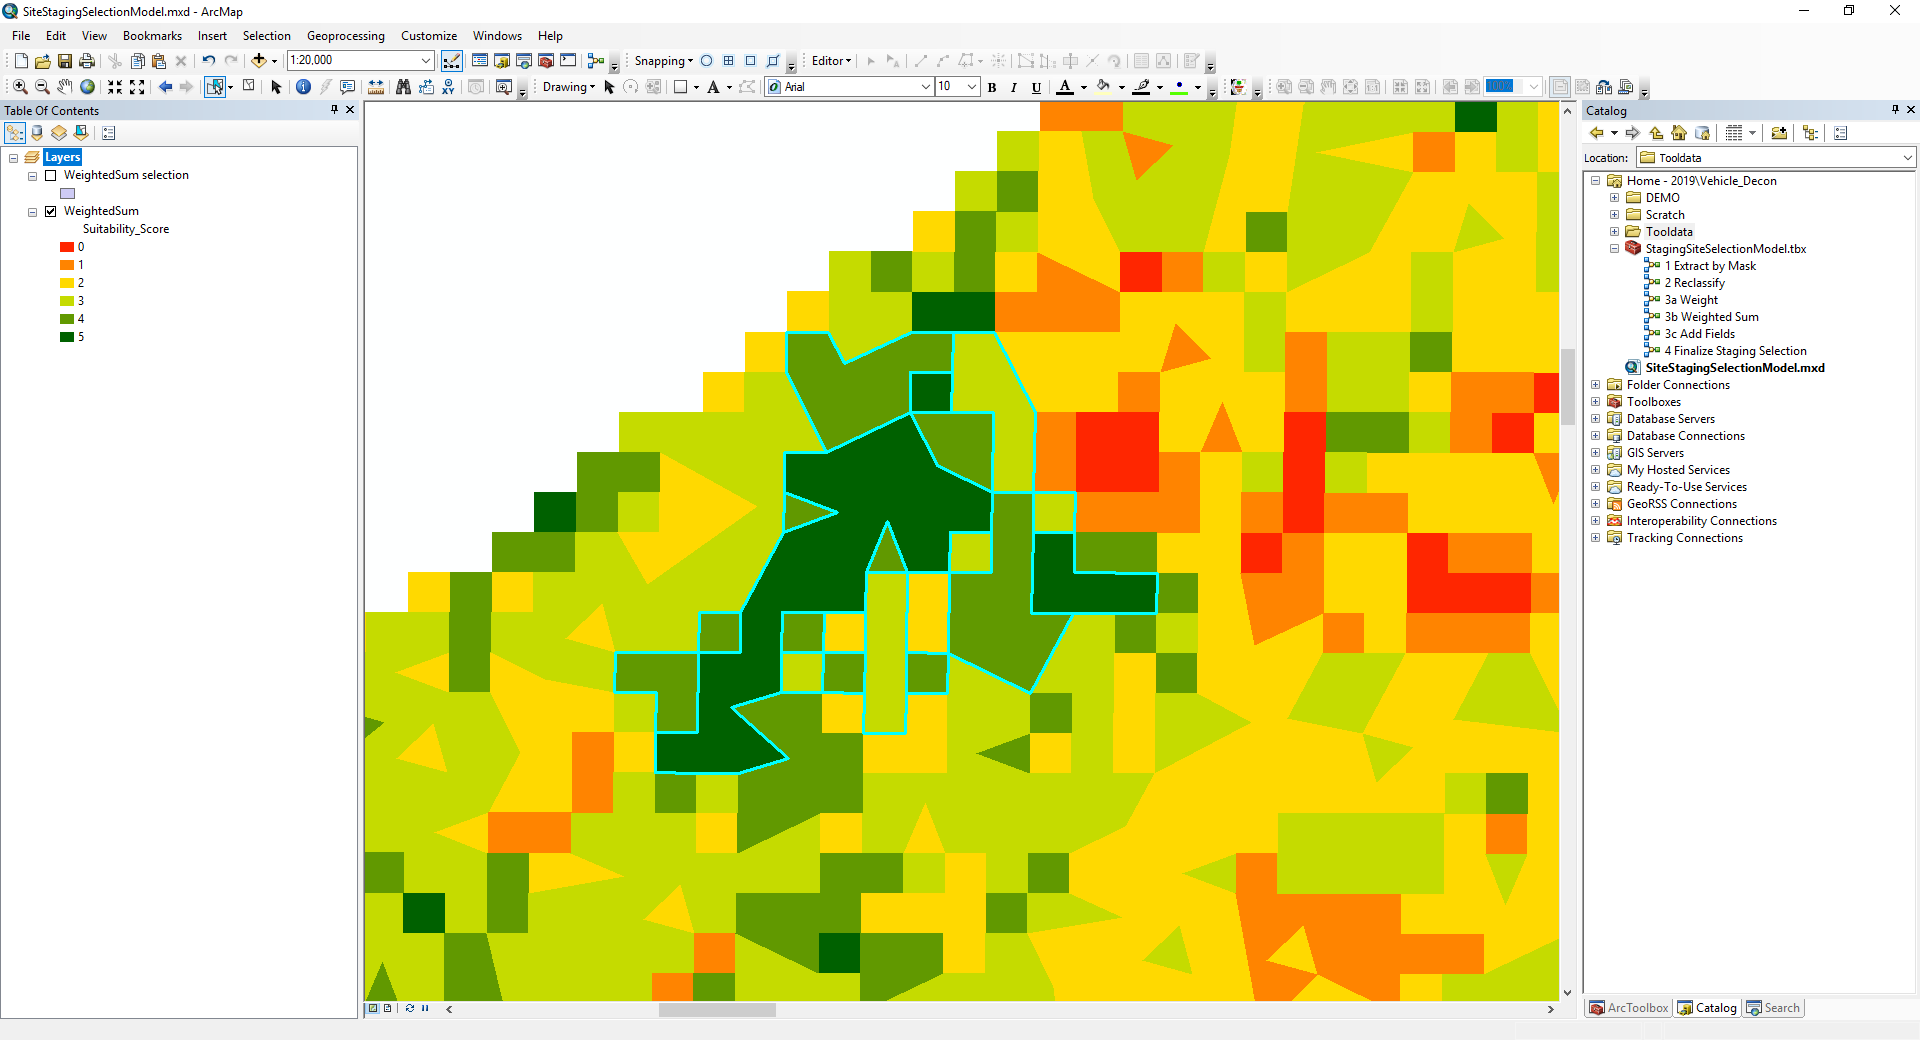 SiteStagingSelectionModel.mxd - ArcMap
File Edit View Bookmarks Insert Selection Geoprocessing Customize Windows Help
1:20,000 Snapping Editor
Drawing A Arial 10 B I U A 100%
Table Of Contents
Layers
WeightedSum selection
WeightedSum
Suitability_Score
0
1
2
3
4
5
Catalog
Location: Tooldata
Home - 2019\Vehicle_Decon
DEMO
Scratch
Tooldata
StagingSiteSelectionModel.tbx
1 Extract by Mask
2 Reclassify
3a Weight
3b Weighted Sum
3c Add Fields
4 Finalize Staging Selection
SiteStagingSelectionModel.mxd
Folder Connections
Toolboxes
Database Servers
Database Connections
GIS Servers
My Hosted Services
Ready-To-Use Services
GeoRSS Connections
Interoperability Connections
Tracking Connections
ArcToolbox Catalog Search